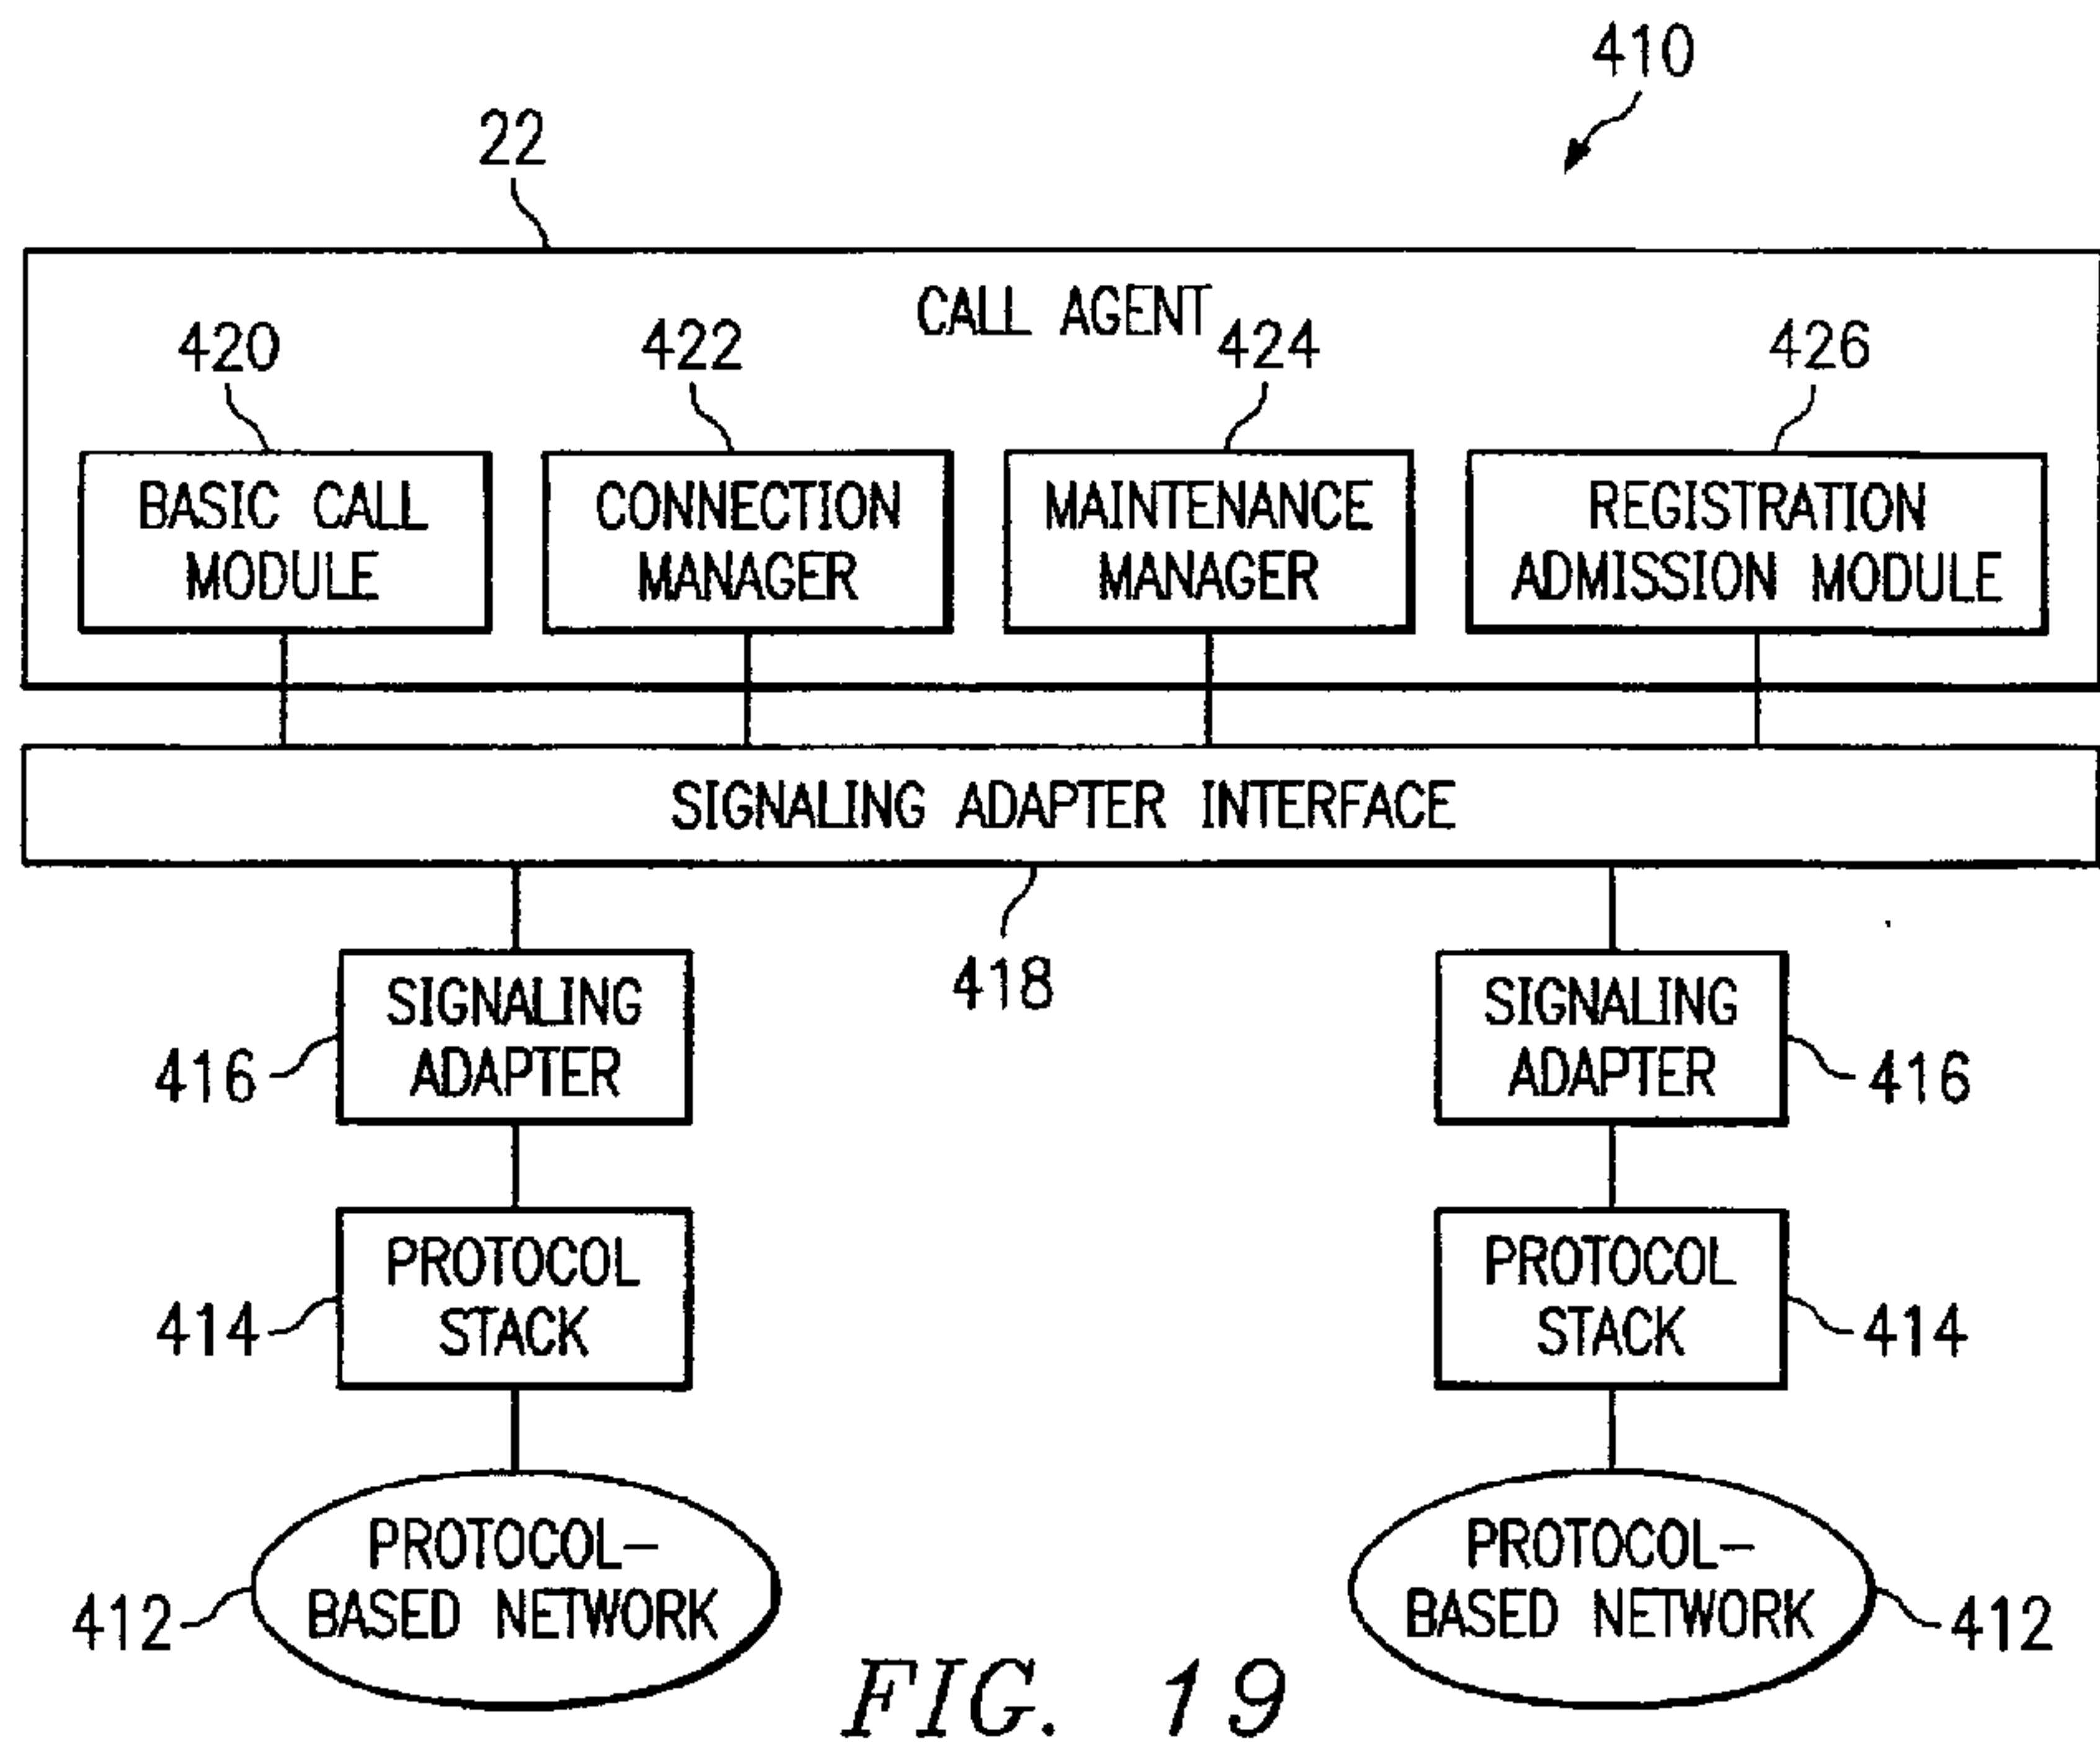 410
22
CALL AGENT
420
422
424
426
BASIC CALL
MODULE
CONNECTION
MANAGER
MAINTENANCE
MANAGER
REGISTRATION
ADMISSION MODULE
SIGNALING ADAPTER INTERFACE
418
SIGNALING
ADAPTER
416
SIGNALING
ADAPTER
416
PROTOCOL
STACK
414
PROTOCOL
STACK
414
PROTOCOL-
BASED NETWORK
412
PROTOCOL-
BASED NETWORK
412
FIG. 19